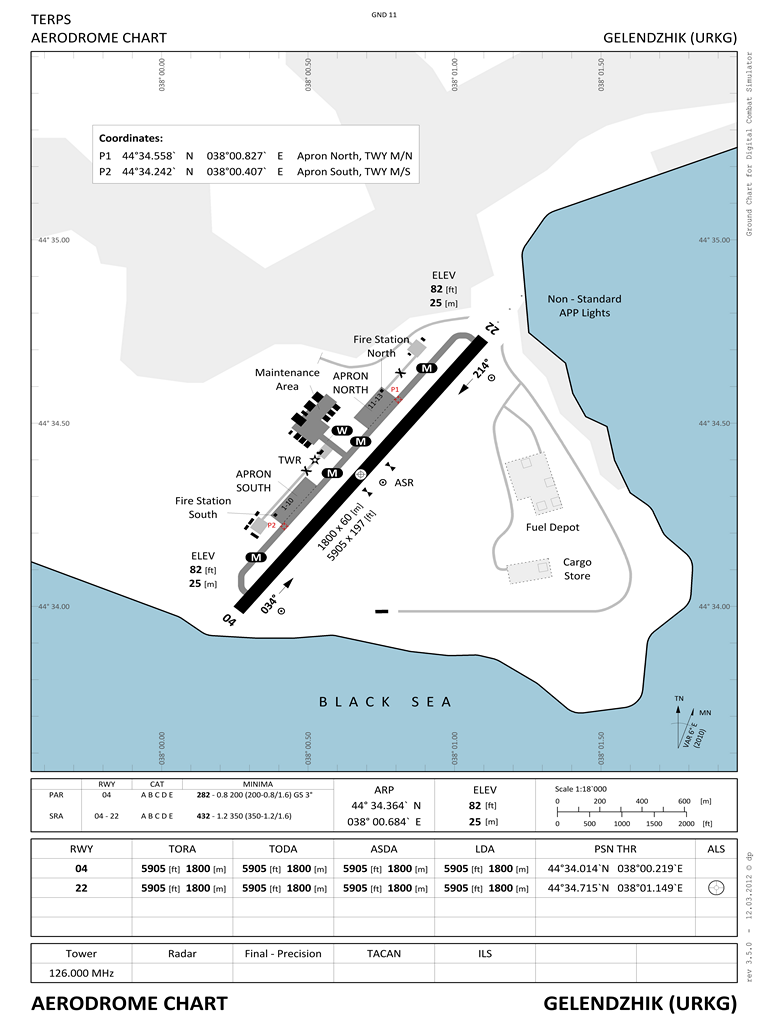 TERPS
GND 11
AERODROME CHART
GELENDZHIK (URKG)
Ground Chart for Digital Combat Simulator
038° 00.00
038° 00.50
038° 01.00
038° 01.50
Coordinates:
P1 44°34.558` N 038°00.827` E Apron North, TWY M/N
P2 44°34.242` N 038°00.407` E Apron South, TWY M/S
44° 35.00
44° 35.00
ELEV
82 [ft]
25 [m]
Non - Standard
APP Lights
22
214°
Fire Station
North
M
Maintenance
Area
APRON
NORTH
P1
11-13
44° 34.50
44° 34.50
W
M
TWR
M
ASR
APRON
SOUTH
1-10
Fire Station
South
P2
1800 x 60 [m]
5905 x 197 [ft]
Fuel Depot
ELEV
82 [ft]
25 [m]
M
Cargo
Store
44° 34.00
44° 34.00
034°
04
BLACK SEA
TN
MN
VAR 6° E
(2010)
038° 00.00
038° 00.50
038° 01.00
038° 01.50
RWY CAT MINIMA
PAR 04 A B C D E 282 - 0.8 200 (200-0.8/1.6) GS 3°
SRA 04 - 22 A B C D E 432 - 1.2 350 (350-1.2/1.6)
ARP
44° 34.364` N
038° 00.684` E
ELEV
82 [ft]
25 [m]
Scale 1:18`000
0 200 400 600 [m]
0 500 1000 1500 2000 [ft]
RWY TORA TODA ASDA LDA PSN THR ALS
04 5905 [ft] 1800 [m] 5905 [ft] 1800 [m] 5905 [ft] 1800 [m] 5905 [ft] 1800 [m] 44°34.014`N 038°00.219`E
22 5905 [ft] 1800 [m] 5905 [ft] 1800 [m] 5905 [ft] 1800 [m] 5905 [ft] 1800 [m] 44°34.715`N 038°01.149`E
Tower Radar Final - Precision TACAN ILS
126.000 MHz
rev 3.5.0 - 12.03.2012 © dp
AERODROME CHART
GELENDZHIK (URKG)